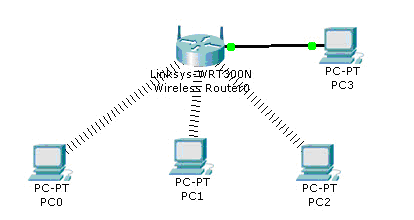 Linksys-WRT300N
Wireless Router0
PC-PT
PC3
PC-PT
PC0
PC-PT
PC1
PC-PT
PC2